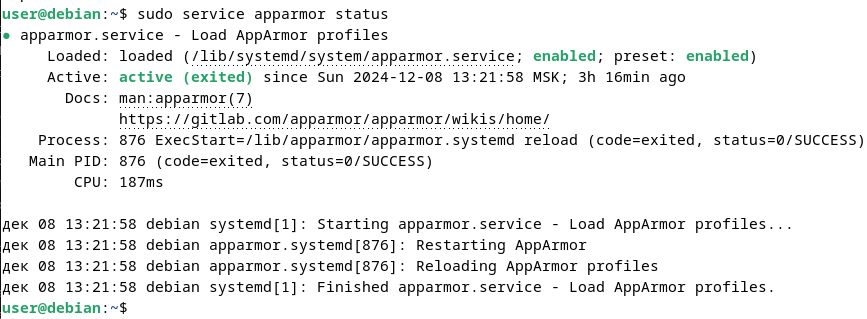 user@debian:~$ sudo service apparmor status
● apparmor.service - Load AppArmor profiles
     Loaded: loaded (/lib/systemd/system/apparmor.service; enabled; preset: enabled)
     Active: active (exited) since Sun 2024-12-08 13:21:58 MSK; 3h 16min ago
       Docs: man:apparmor(7)
             https://gitlab.com/apparmor/apparmor/wikis/home/
    Process: 876 ExecStart=/lib/apparmor/apparmor.systemd reload (code=exited, status=0/SUCCESS)
   Main PID: 876 (code=exited, status=0/SUCCESS)
        CPU: 187ms

дек 08 13:21:58 debian systemd[1]: Starting apparmor.service - Load AppArmor profiles...
дек 08 13:21:58 debian apparmor.systemd[876]: Restarting AppArmor
дек 08 13:21:58 debian apparmor.systemd[876]: Reloading AppArmor profiles
дек 08 13:21:58 debian systemd[1]: Finished apparmor.service - Load AppArmor profiles.
user@debian:~$